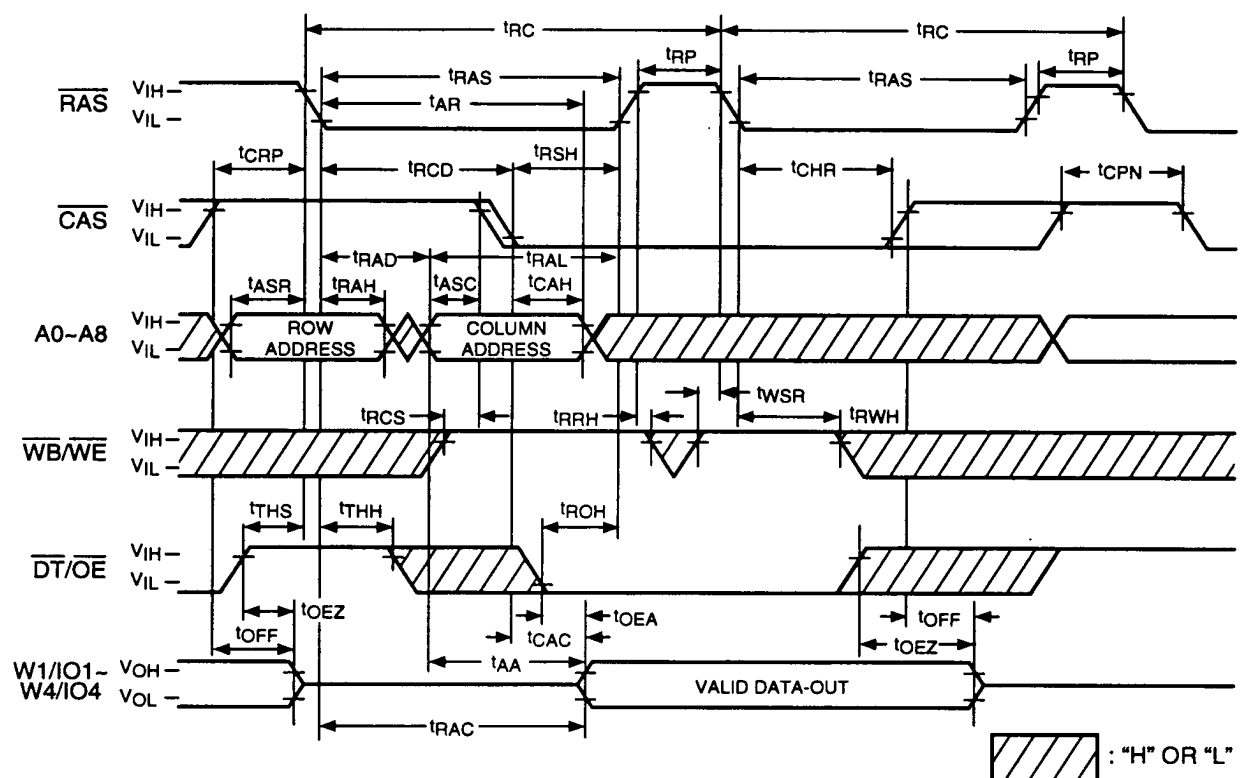 tRC tRC
tRP tRP
tRAS tRAS
RAS VIH
tAR
VIL
tCRP tRCD tRSH tCHR tCPN
CAS VIH
VIL
tRAD tRAL
tASR tRAH tASC tCAH
A0~A8 VIH ROW COLUMN
VIL ADDRESS ADDRESS
tWSR
tRCS tRRH tRWH
WB/WE VIH
VIL
tTHS tTHH tROH
DT/OE VIH
VIL
tOEZ tOEA tOFF
tOFF tCAC tOEZ
tAA
W1/IO1~ VOH
W4/IO4 VOL VALID DATA-OUT
tRAC
: "H" OR "L"